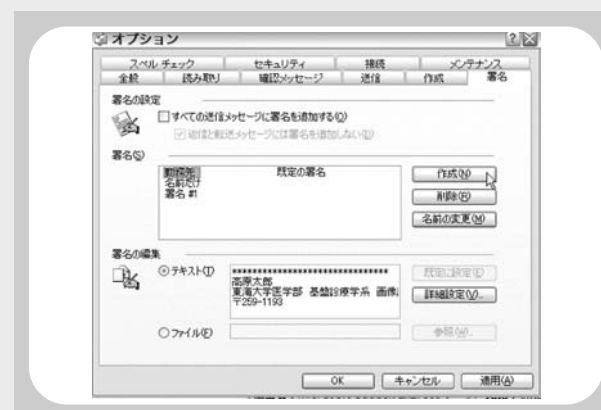 オプション
スペル チェック セキュリティ 接続 メンテナンス
全般 読み取り 確認メッセージ 送信 作成 署名
署名の設定
すべての送信メッセージに署名を追加する(Q)
返信と転送メッセージには署名を追加しない(D)
署名(S)
勤務先 既定の署名
名前だけ
署名 #1
作成(N)
削除(R)
名前の変更(M)
署名の編集
テキスト(T)
*********************************
高原太郎
東海大学医学部 基盤診療学系 画像
〒259-1193
既定に設定(E)
詳細設定(V)...
ファイル(E)
参照(W)...
OK キャンセル 適用(A)